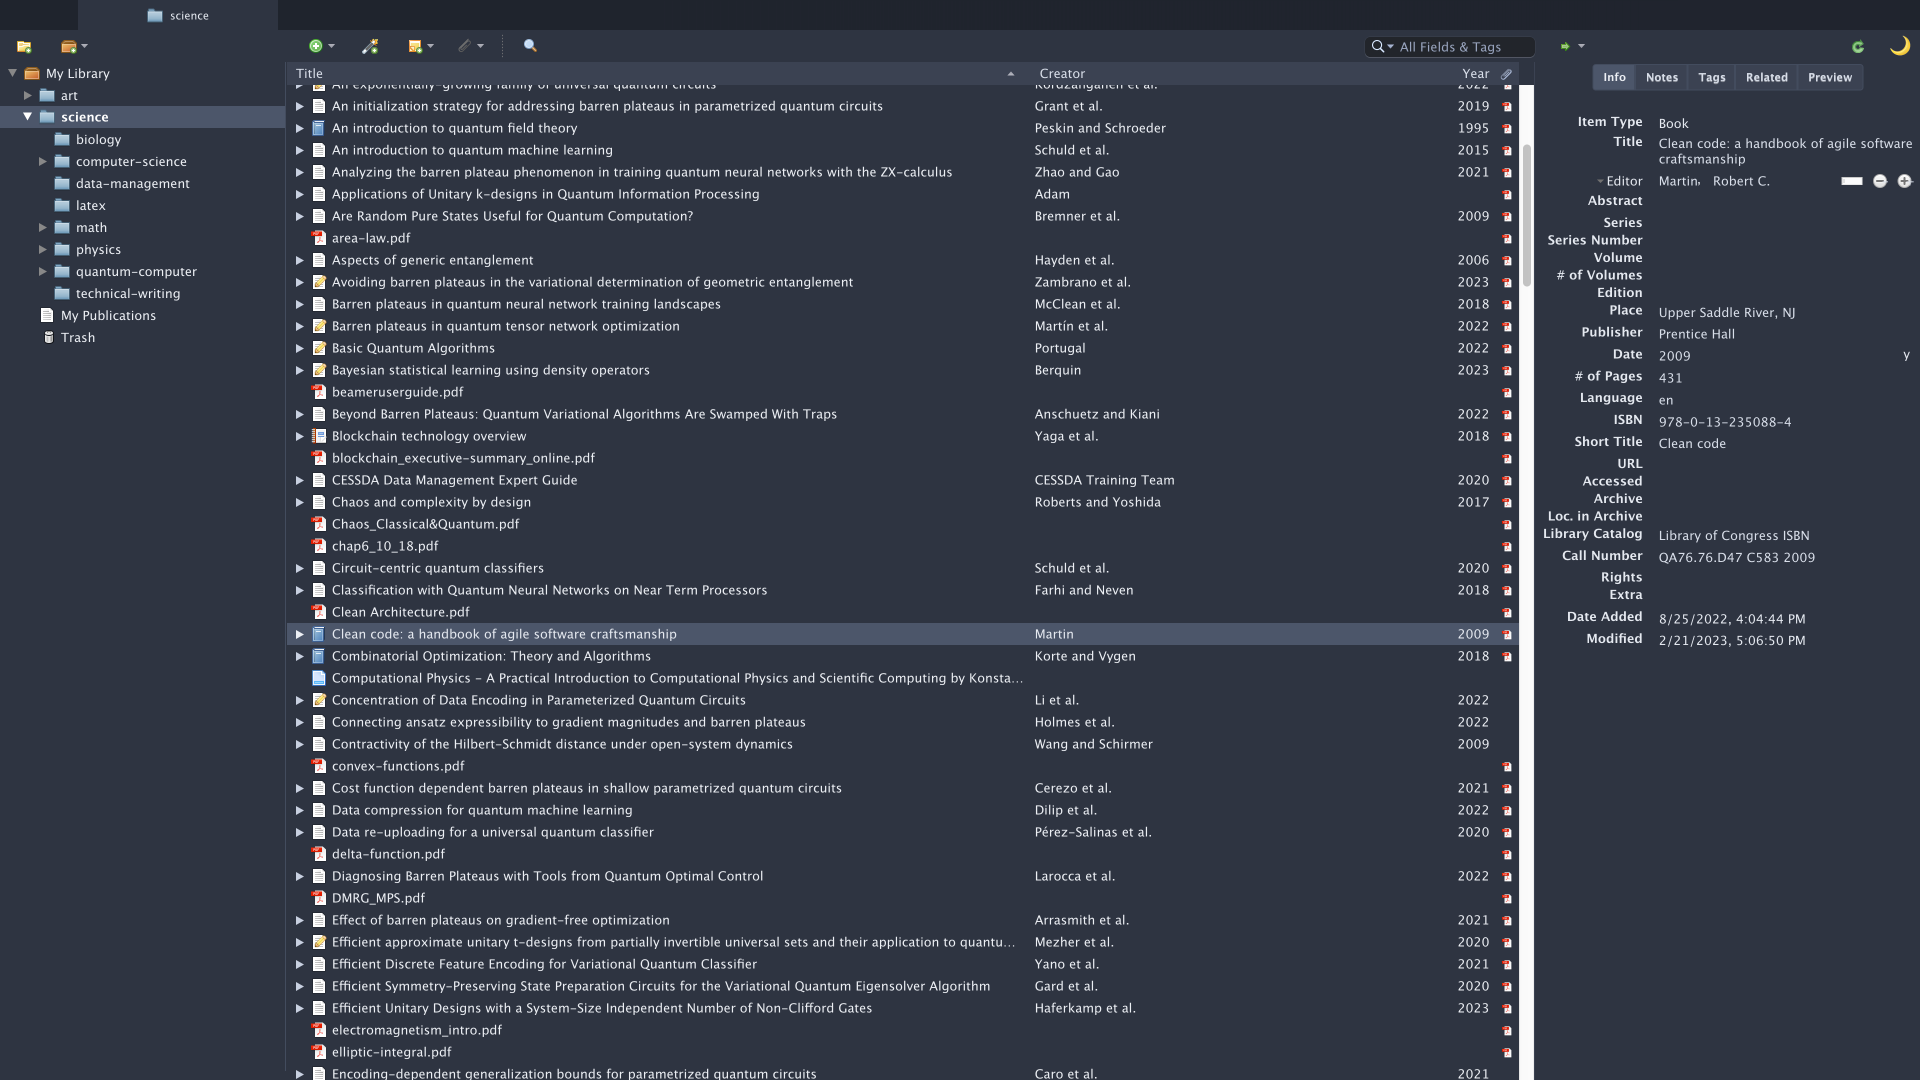 science
All Fields & Tags
My Library
art
science
biology
computer-science
data-management
latex
math
physics
quantum-computer
technical-writing
My Publications
Trash
Title Creator Year
An exponentially-growing family of universal quantum circuits 2022
An initialization strategy for addressing barren plateaus in parametrized quantum circuits Grant et al. 2019
An introduction to quantum field theory Peskin and Schroeder 1995
An introduction to quantum machine learning Schuld et al. 2015
Analyzing the barren plateau phenomenon in training quantum neural networks with the ZX-calculus Zhao and Gao 2021
Applications of Unitary k-designs in Quantum Information Processing Adam
Are Random Pure States Useful for Quantum Computation? Bremner et al. 2009
area-law.pdf
Aspects of generic entanglement Hayden et al. 2006
Avoiding barren plateaus in the variational determination of geometric entanglement Zambrano et al. 2023
Barren plateaus in quantum neural network training landscapes McClean et al. 2018
Barren plateaus in quantum tensor network optimization Martín et al. 2022
Basic Quantum Algorithms Portugal 2022
Bayesian statistical learning using density operators Berquin 2023
beameruserguide.pdf
Beyond Barren Plateaus: Quantum Variational Algorithms Are Swamped With Traps Anschuetz and Kiani 2022
Blockchain technology overview Yaga et al. 2018
blockchain_executive-summary_online.pdf
CESSDA Data Management Expert Guide CESSDA Training Team 2020
Chaos and complexity by design Roberts and Yoshida 2017
Chaos_Classical&Quantum.pdf
chap6_10_18.pdf
Circuit-centric quantum classifiers Schuld et al. 2020
Classification with Quantum Neural Networks on Near Term Processors Farhi and Neven 2018
Clean Architecture.pdf
Clean code: a handbook of agile software craftsmanship Martin 2009
Combinatorial Optimization: Theory and Algorithms Korte and Vygen 2018
Computational Physics – A Practical Introduction to Computational Physics and Scientific Computing by Konsta...
Concentration of Data Encoding in Parameterized Quantum Circuits Li et al. 2022
Connecting ansatz expressibility to gradient magnitudes and barren plateaus Holmes et al. 2022
Contractivity of the Hilbert-Schmidt distance under open-system dynamics Wang and Schirmer 2009
convex-functions.pdf
Cost function dependent barren plateaus in shallow parametrized quantum circuits Cerezo et al. 2021
Data compression for quantum machine learning Dilip et al. 2022
Data re-uploading for a universal quantum classifier Pérez-Salinas et al. 2020
delta-function.pdf
Diagnosing Barren Plateaus with Tools from Quantum Optimal Control Larocca et al. 2022
DMRG_MPS.pdf
Effect of barren plateaus on gradient-free optimization Arrasmith et al. 2021
Efficient approximate unitary t-designs from partially invertible universal sets and their application to quantu... Mezher et al. 2020
Efficient Discrete Feature Encoding for Variational Quantum Classifier Yano et al. 2021
Efficient Symmetry-Preserving State Preparation Circuits for the Variational Quantum Eigensolver Algorithm Gard et al. 2020
Efficient Unitary Designs with a System-Size Independent Number of Non-Clifford Gates Haferkamp et al. 2023
electromagnetism_intro.pdf
elliptic-integral.pdf
Encoding-dependent generalization bounds for parametrized quantum circuits Caro et al. 2021
Info Notes Tags Related Preview
Item Type Book
Title Clean code: a handbook of agile software
craftsmanship
Editor Martin, Robert C.
Abstract
Series
Series Number
Volume
# of Volumes
Edition
Place Upper Saddle River, NJ
Publisher Prentice Hall
Date 2009 y
# of Pages 431
Language en
ISBN 978-0-13-235088-4
Short Title Clean code
URL
Accessed
Archive
Loc. in Archive
Library Catalog Library of Congress ISBN
Call Number QA76.76.D47 C583 2009
Rights
Extra
Date Added 8/25/2022, 4:04:44 PM
Modified 2/21/2023, 5:06:50 PM